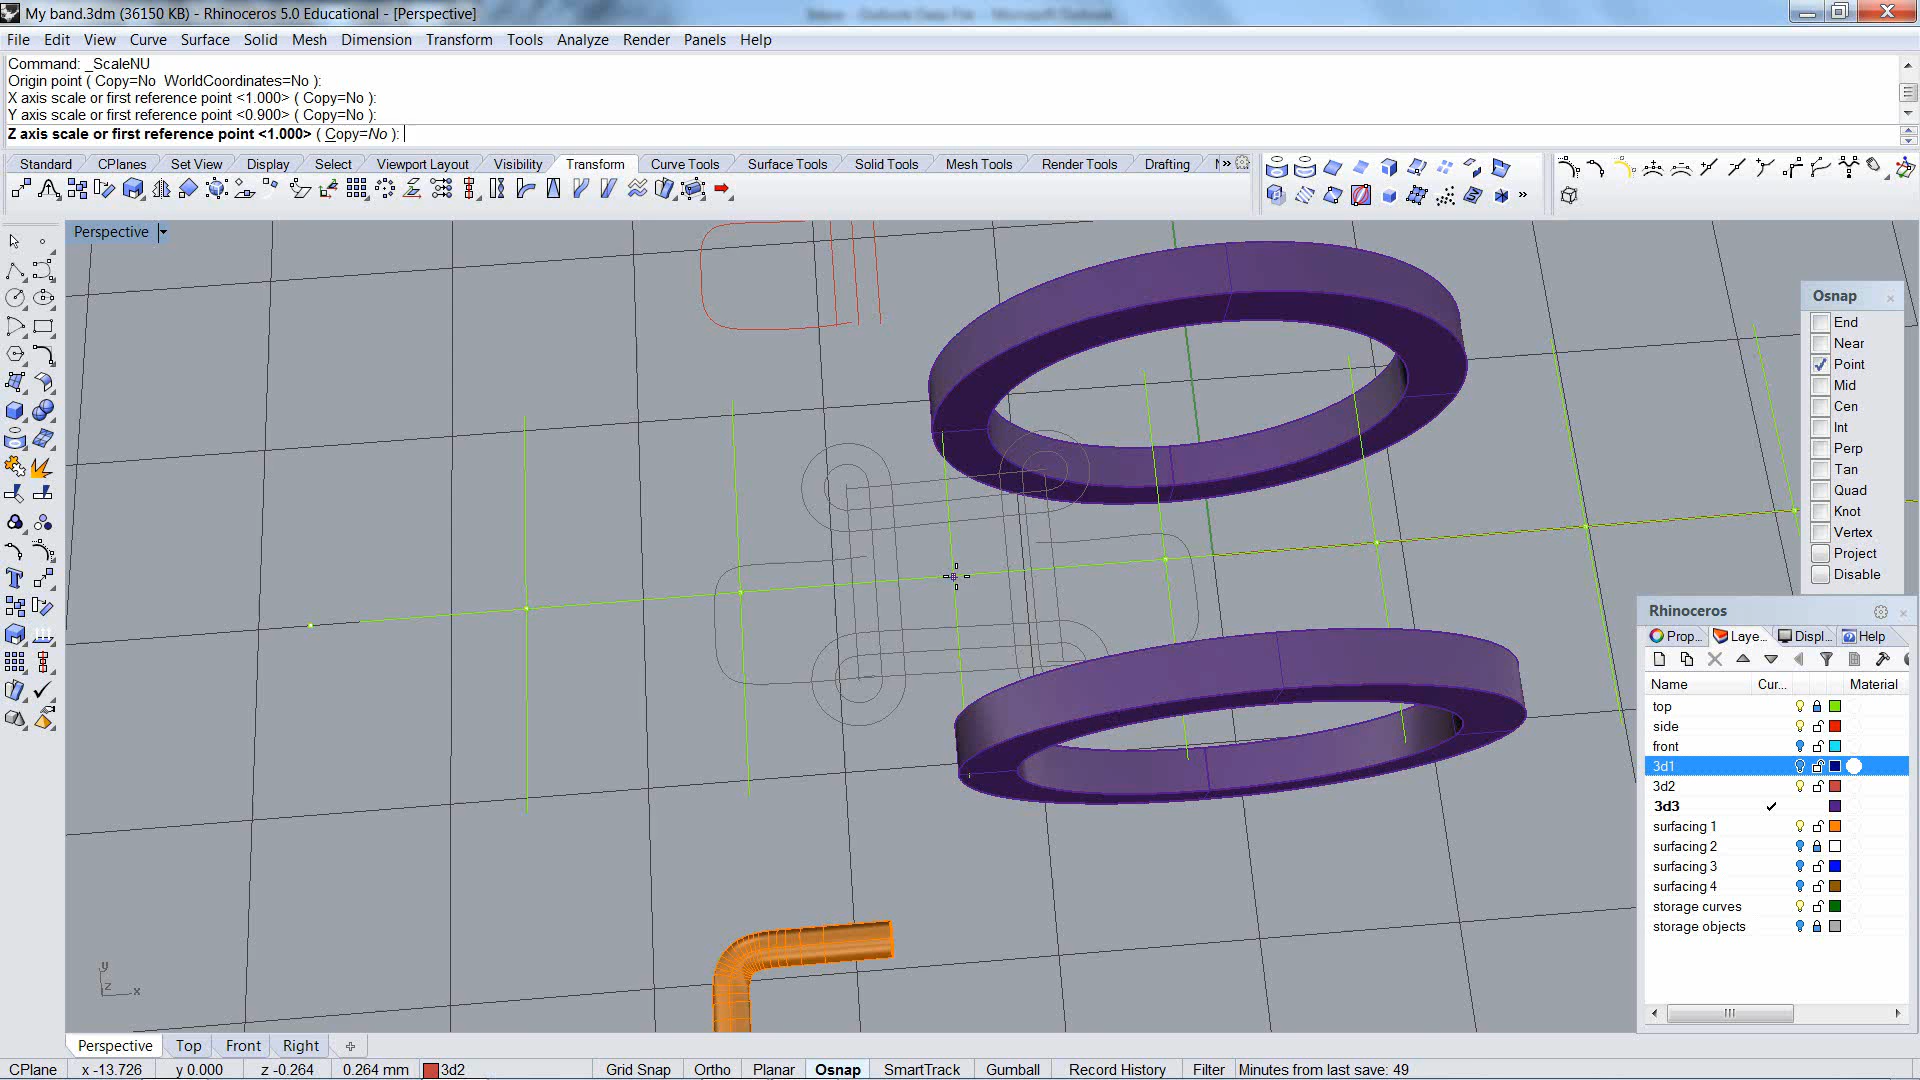 My band.3dm (36150 KB) - Rhinoceros 5.0 Educational - [Perspective]
File Edit View Curve Surface Solid Mesh Dimension Transform Tools Analyze Render Panels Help
Command: _ScaleNU
Origin point ( Copy=No WorldCoordinates=No ):
X axis scale or first reference point <1.000> ( Copy=No ):
Y axis scale or first reference point <0.900> ( Copy=No ):
Z axis scale or first reference point <1.000> ( Copy=No ):
Standard CPlanes Set View Display Select Viewport Layout Visibility Transform Curve Tools Surface Tools Solid Tools Mesh Tools Render Tools Drafting
Perspective
Osnap
End
Near
Point
Mid
Cen
Int
Perp
Tan
Quad
Knot
Vertex
Project
Disable
Rhinoceros
Prop... Laye... Displ... Help
Name Cur... Material
top
side
front
3d1
3d2
3d3
surfacing 1
surfacing 2
surfacing 3
surfacing 4
storage curves
storage objects
y
z x
Perspective Top Front Right
CPlane x -13.726 y 0.000 z -0.264 0.264 mm 3d2 Grid Snap Ortho Planar Osnap SmartTrack Gumball Record History Filter Minutes from last save: 49